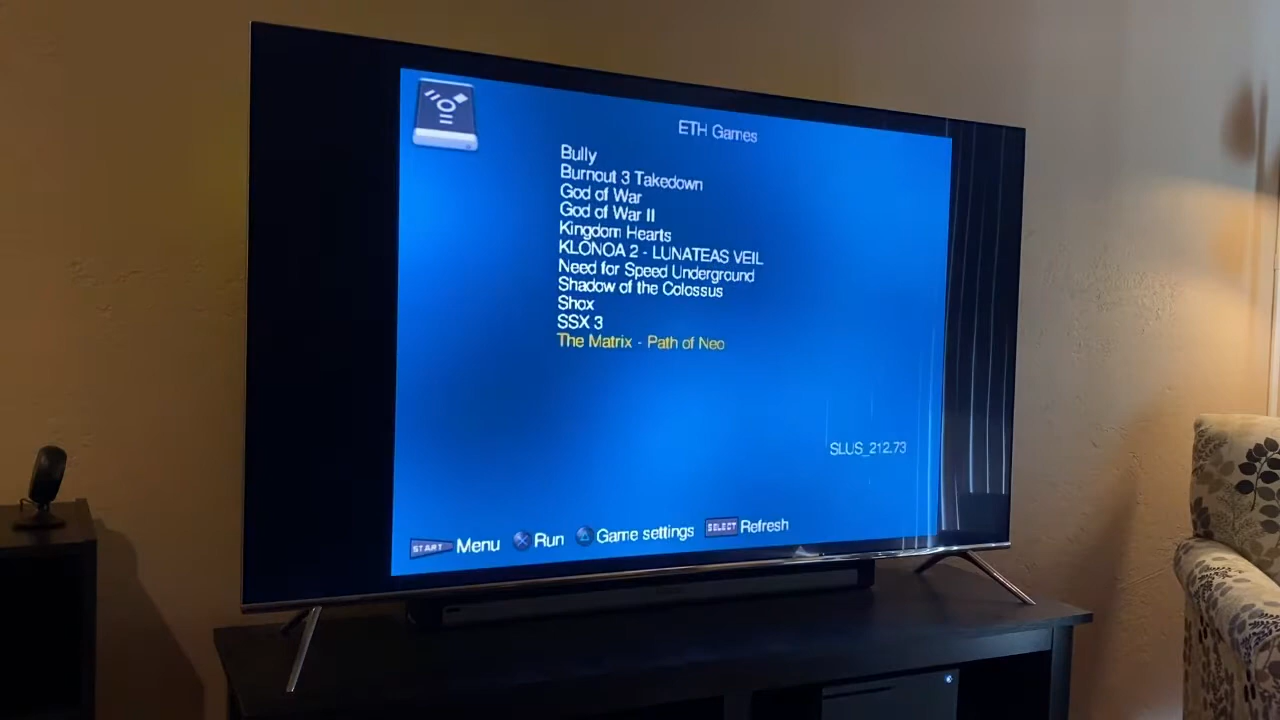 ETH Games
Bully
Burnout 3 Takedown
God of War
God of War II
Kingdom Hearts
KLONOA 2 - LUNATEAS VEIL
Need for Speed Underground
Shadow of the Colossus
Shox
SSX 3
The Matrix - Path of Neo
SLUS_212.73
START Menu Run Game settings SELECT Refresh